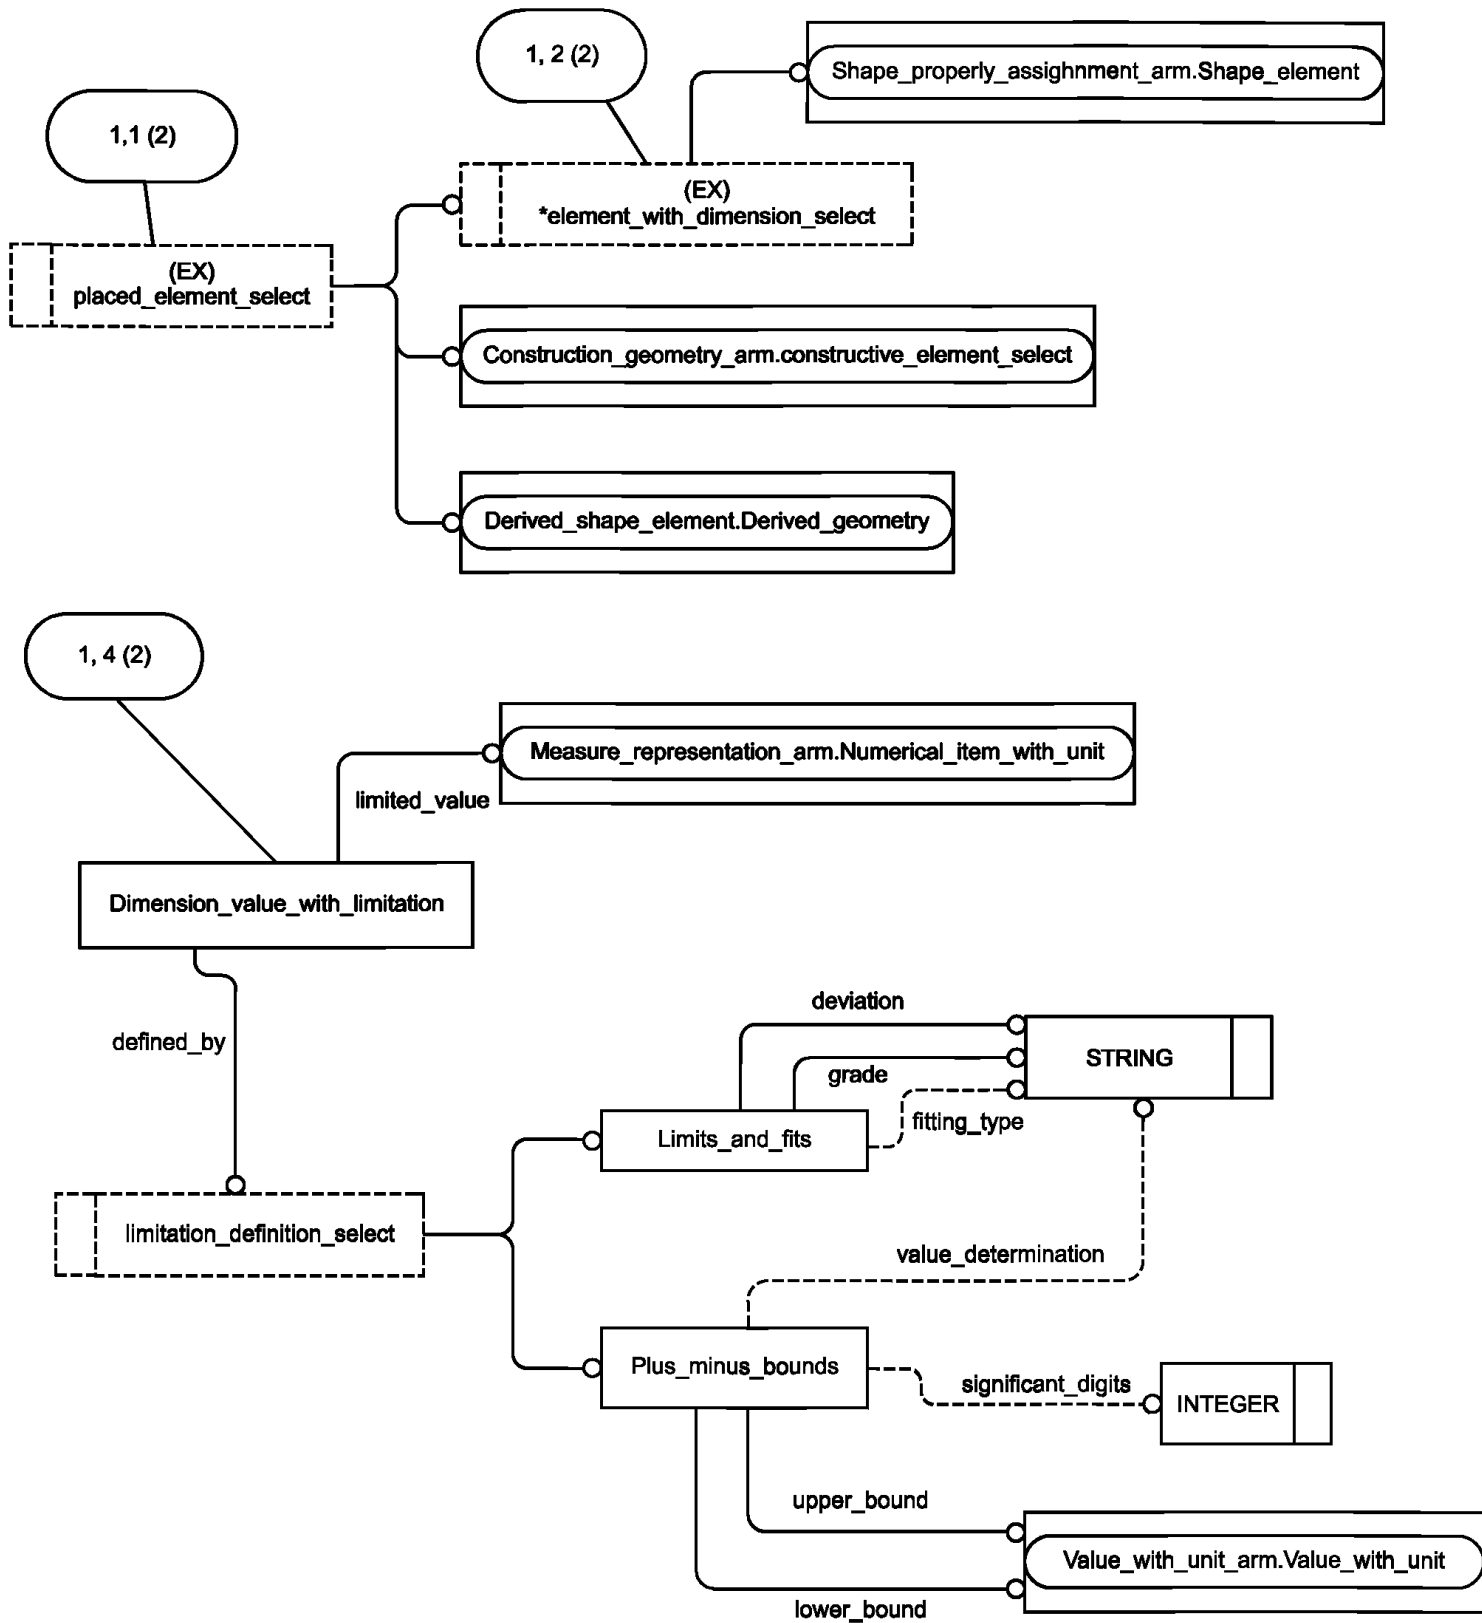 1, 2 (2)
Shape_properly_assighnment_arm.Shape_element
1,1 (2)
(EX)
*element_with_dimension_select
(EX)
placed_element_select
Construction_geometry_arm.constructive_element_select
Derived_shape_element.Derived_geometry
1, 4 (2)
Measure_representation_arm.Numerical_item_with_unit
limited_value
Dimension_value_with_limitation
deviation
defined_by
STRING
grade
fitting_type
Limits_and_fits
limitation_definition_select
value_determination
Plus_minus_bounds
significant_digits
INTEGER
upper_bound
Value_with_unit_arm.Value_with_unit
lower_bound